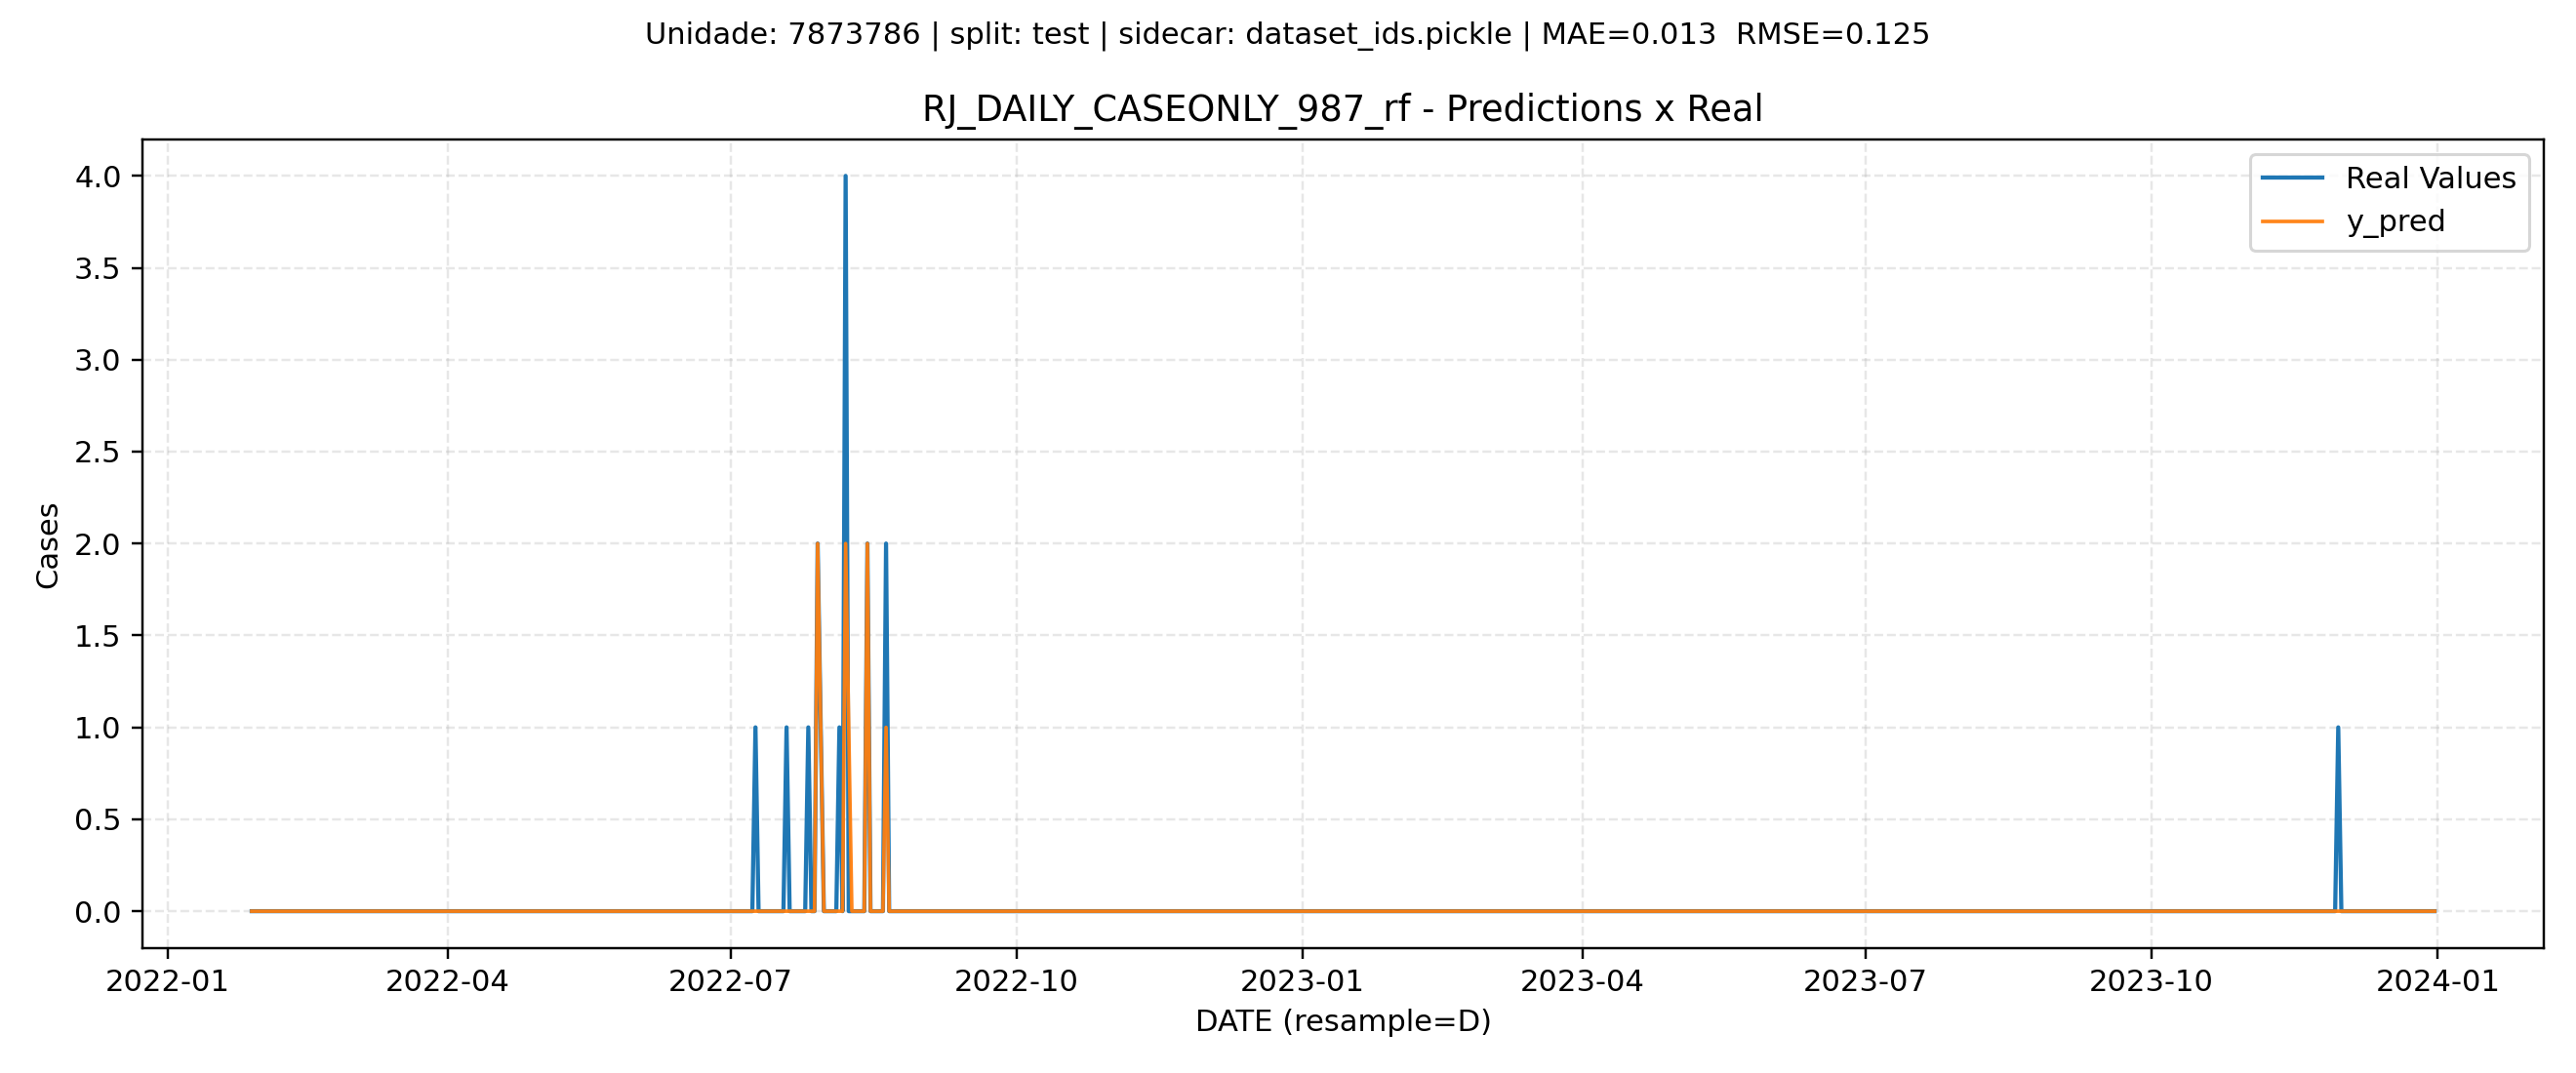 Unidade: 7873786 | split: test | sidecar: dataset_ids.pickle | MAE=0.013  RMSE=0.125
RJ_DAILY_CASEONLY_987_rf - Predictions x Real
Real Values
y_pred
4.0
3.5
3.0
2.5
2.0
1.5
1.0
0.5
0.0
Cases
2022-01 2022-04 2022-07 2022-10 2023-01 2023-04 2023-07 2023-10 2024-01
DATE (resample=D)